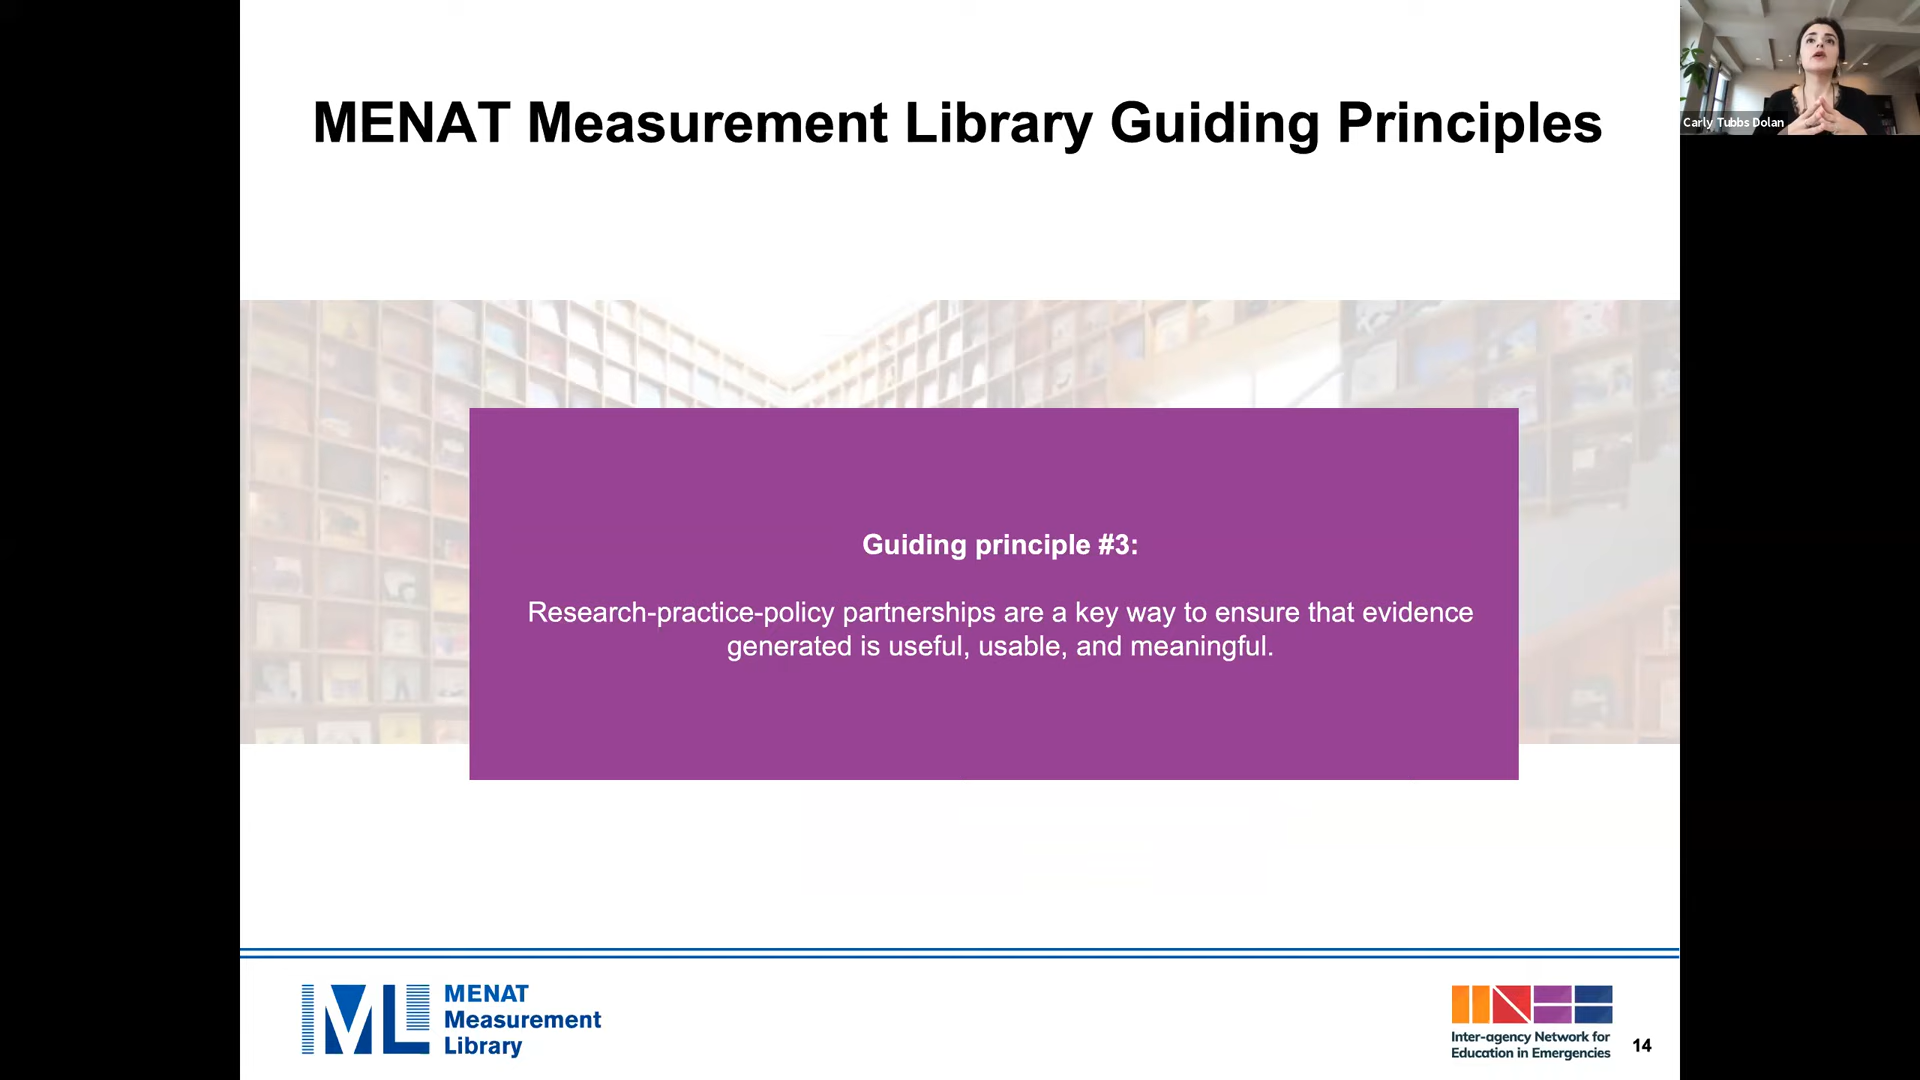 MENAT Measurement Library Guiding Principles
Carly Tubbs Dolan
Guiding principle #3:
Research-practice-policy partnerships are a key way to ensure that evidence
generated is useful, usable, and meaningful.
ML
MENAT
Measurement
Library
INEE
Inter-agency Network for
Education in Emergencies
14